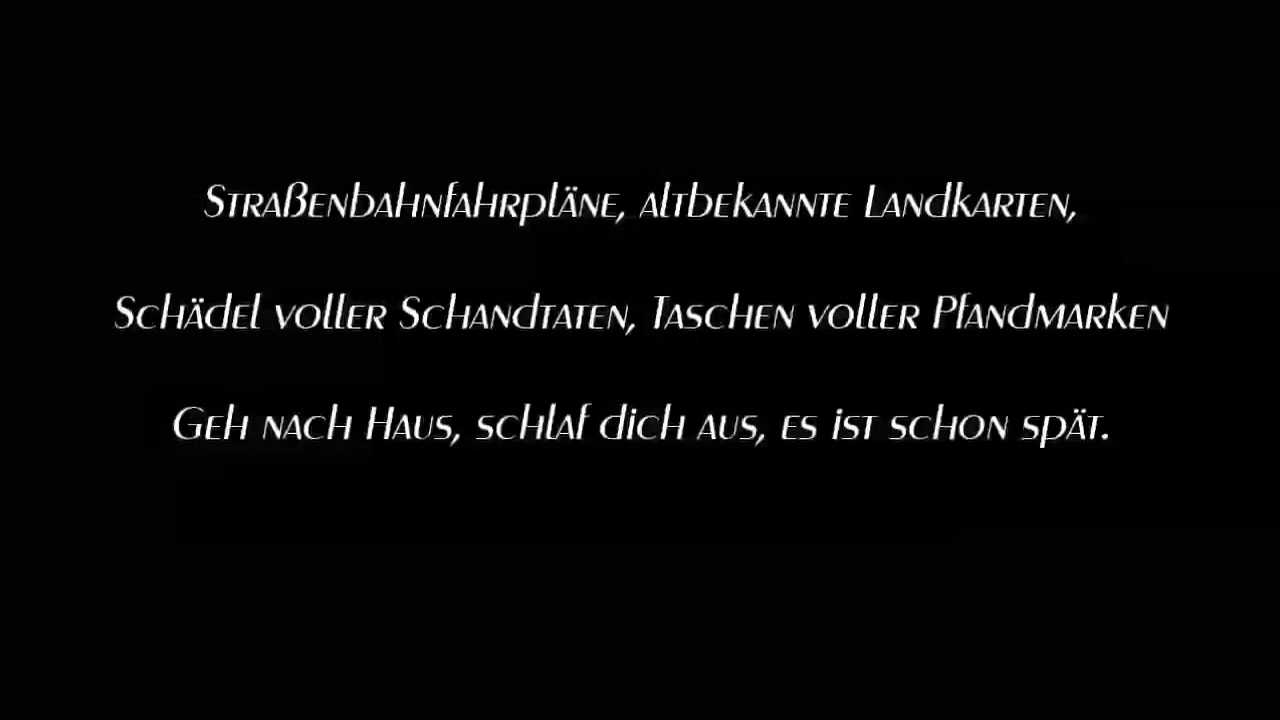 Straßenbahnfahrpläne, altbekannte Landkarten,
Schädel voller Schandtaten, Taschen voller Pfandmarken
Geh nach Haus, schlaf dich aus, es ist schon spät.